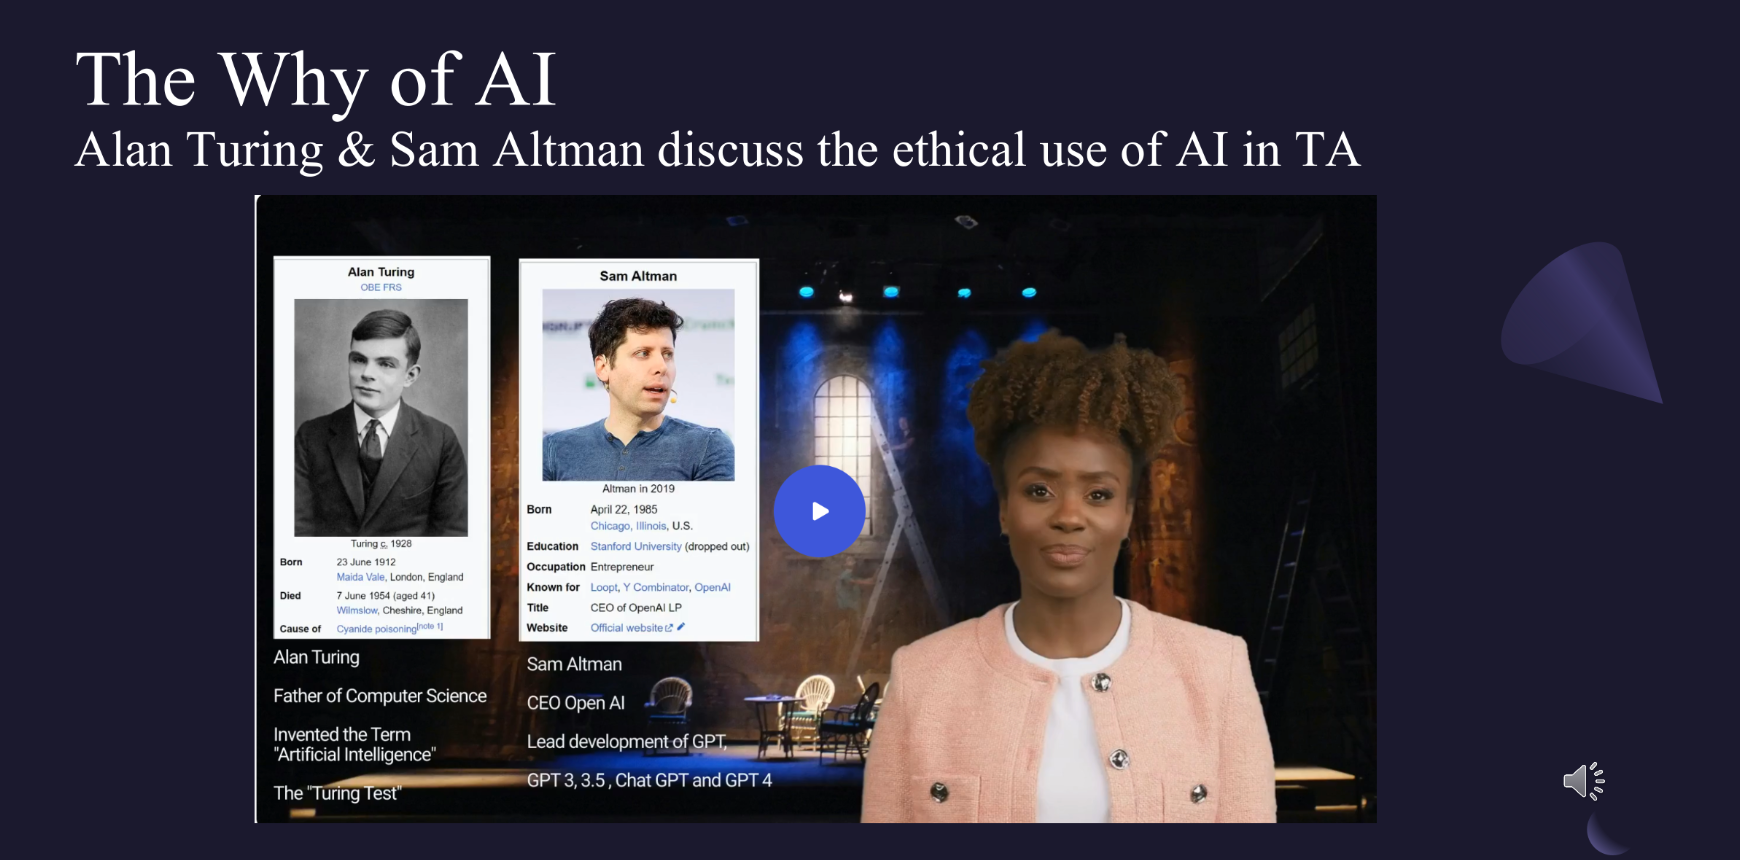 The Why of AI
Alan Turing & Sam Altman discuss the ethical use of AI in TA
Alan Turing
OBE FRS
Turing c. 1928
Born 23 June 1912
Maida Vale, London, England
Died 7 June 1954 (aged 41)
Wilmslow, Cheshire, England
Cause of Cyanide poisoning[note 1]
Alan Turing
Father of Computer Science
Invented the Term
"Artificial Intelligence"
The "Turing Test"
Sam Altman
Altman in 2019
Born April 22, 1985
Chicago, Illinois, U.S.
Education Stanford University (dropped out)
Occupation Entrepreneur
Known for Loopt, Y Combinator, OpenAI
Title CEO of OpenAI LP
Website Official website
Sam Altman
CEO Open AI
Lead development of GPT,
GPT 3, 3.5 , Chat GPT and GPT 4